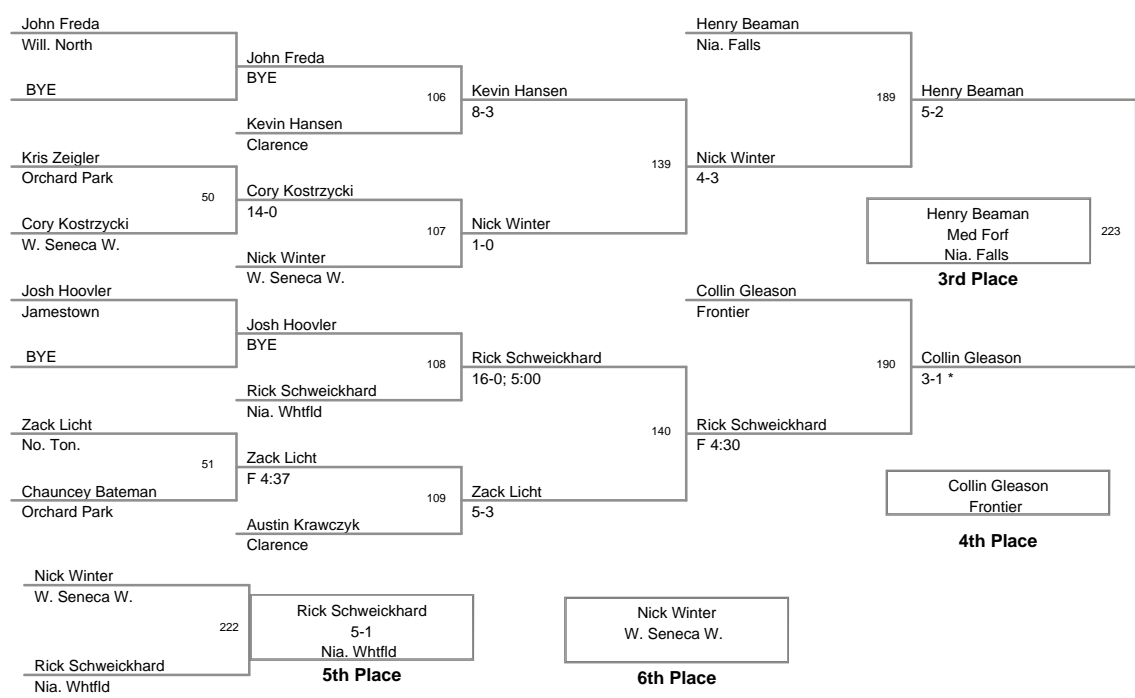 John Freda
Will. North
BYE
John Freda
BYE
106
Kevin Hansen
Clarence
Kevin Hansen
8-3
Kris Zeigler
Orchard Park
50
Cory Kostrzycki
W. Seneca W.
Cory Kostrzycki
14-0
107
Nick Winter
W. Seneca W.
Nick Winter
1-0
139
Nick Winter
4-3
Henry Beaman
Nia. Falls
189
Henry Beaman
5-2
Josh Hoovler
Jamestown
BYE
Josh Hoovler
BYE
108
Rick Schweickhard
Nia. Whtfld
Rick Schweickhard
16-0; 5:00
Zack Licht
No. Ton.
51
Chauncey Bateman
Orchard Park
Zack Licht
F 4:37
109
Austin Krawczyk
Clarence
Zack Licht
5-3
140
Rick Schweickhard
F 4:30
Collin Gleason
Frontier
190
Collin Gleason
3-1 *
Henry Beaman
Med Forf
Nia. Falls
223
3rd Place
Collin Gleason
Frontier
4th Place
Nick Winter
W. Seneca W.
222
Rick Schweickhard
Nia. Whtfld
Rick Schweickhard
5-1
Nia. Whtfld
5th Place
Nick Winter
W. Seneca W.
6th Place